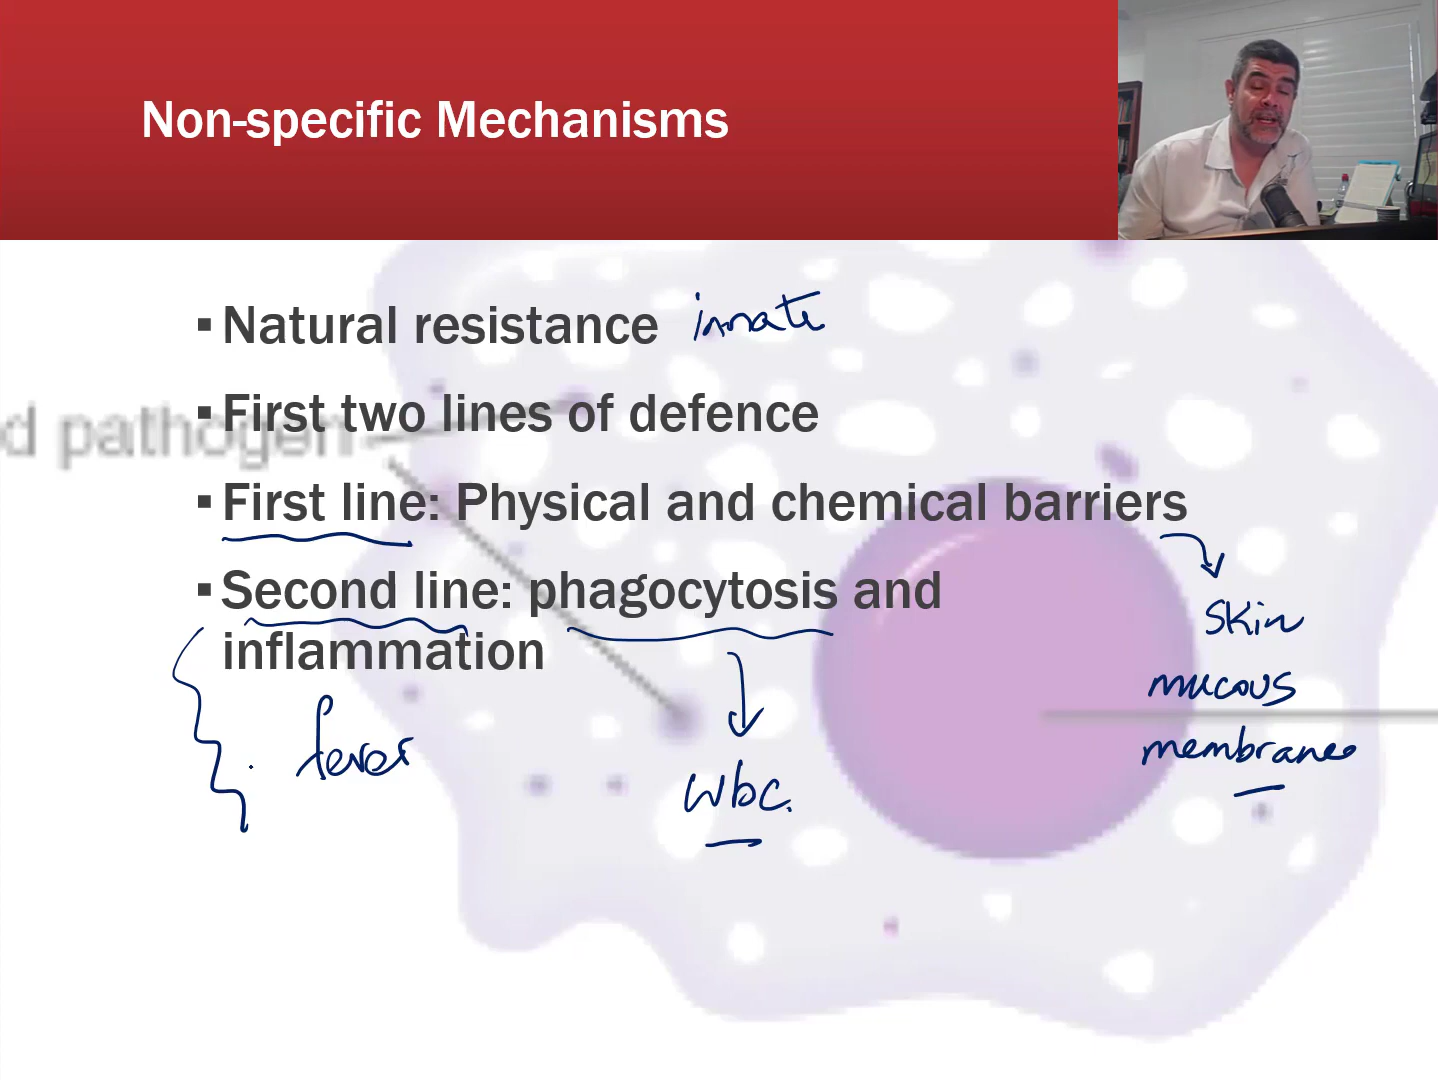 Non-specific Mechanisms
▪ Natural resistance innate
d pathogen
▪ First two lines of defence
▪ First line: Physical and chemical barriers
▪ Second line: phagocytosis and
inflammation
skin
mucous
membranes
fever
wbc.